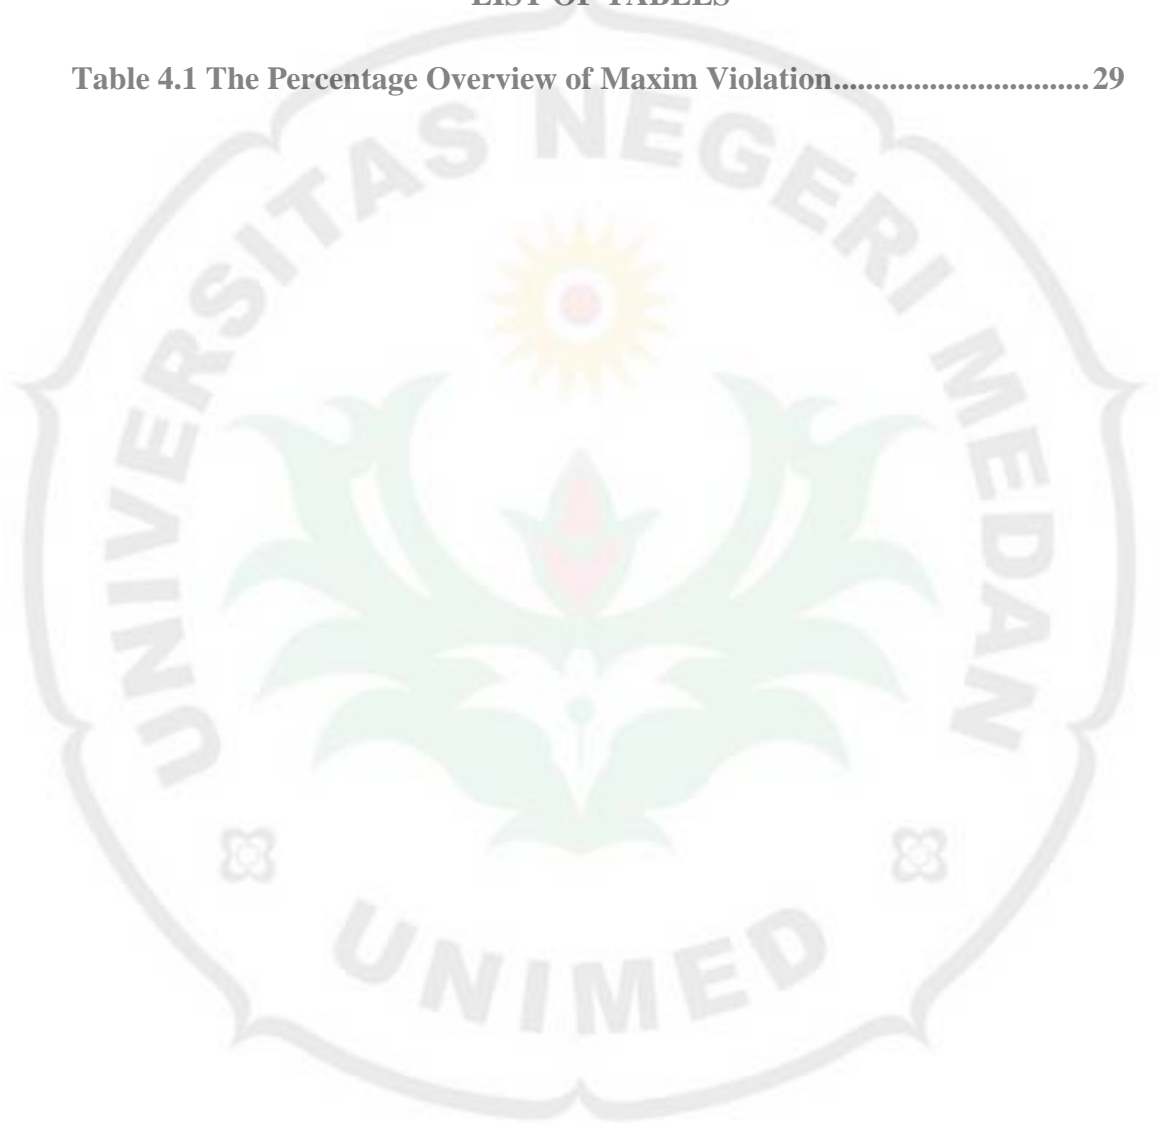 LIST OF TABLES
Table 4.1 The Percentage Overview of Maxim Violation................................ 29
UNIVERSITAS NEGERI MEDAN
UNIMED